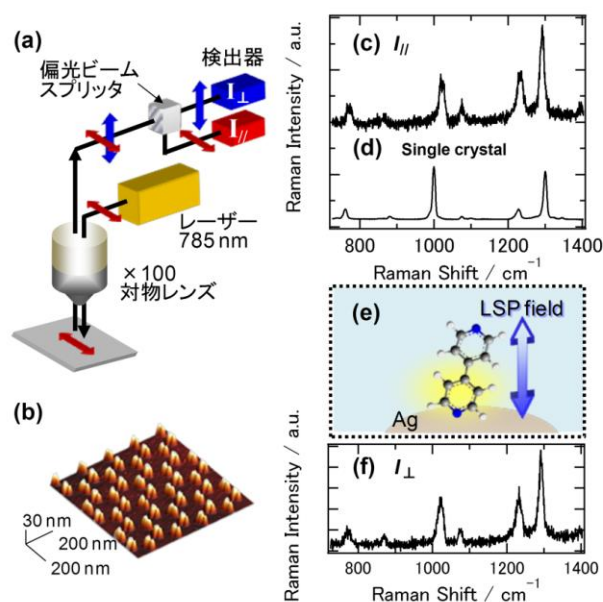 (a)
偏光ビーム
スプリッタ
検出器
I⊥
I//
レーザー
785 nm
×100
対物レンズ
(b)
30 nm
200 nm
200 nm
Raman Intensity / a.u.
(c) I//
(d) Single crystal
800 1000 1200 1400
Raman Shift / cm⁻¹
(e)
LSP field
Ag
Raman Intensity / a.u.
(f) I⊥
800 1000 1200 1400
Raman Shift / cm⁻¹